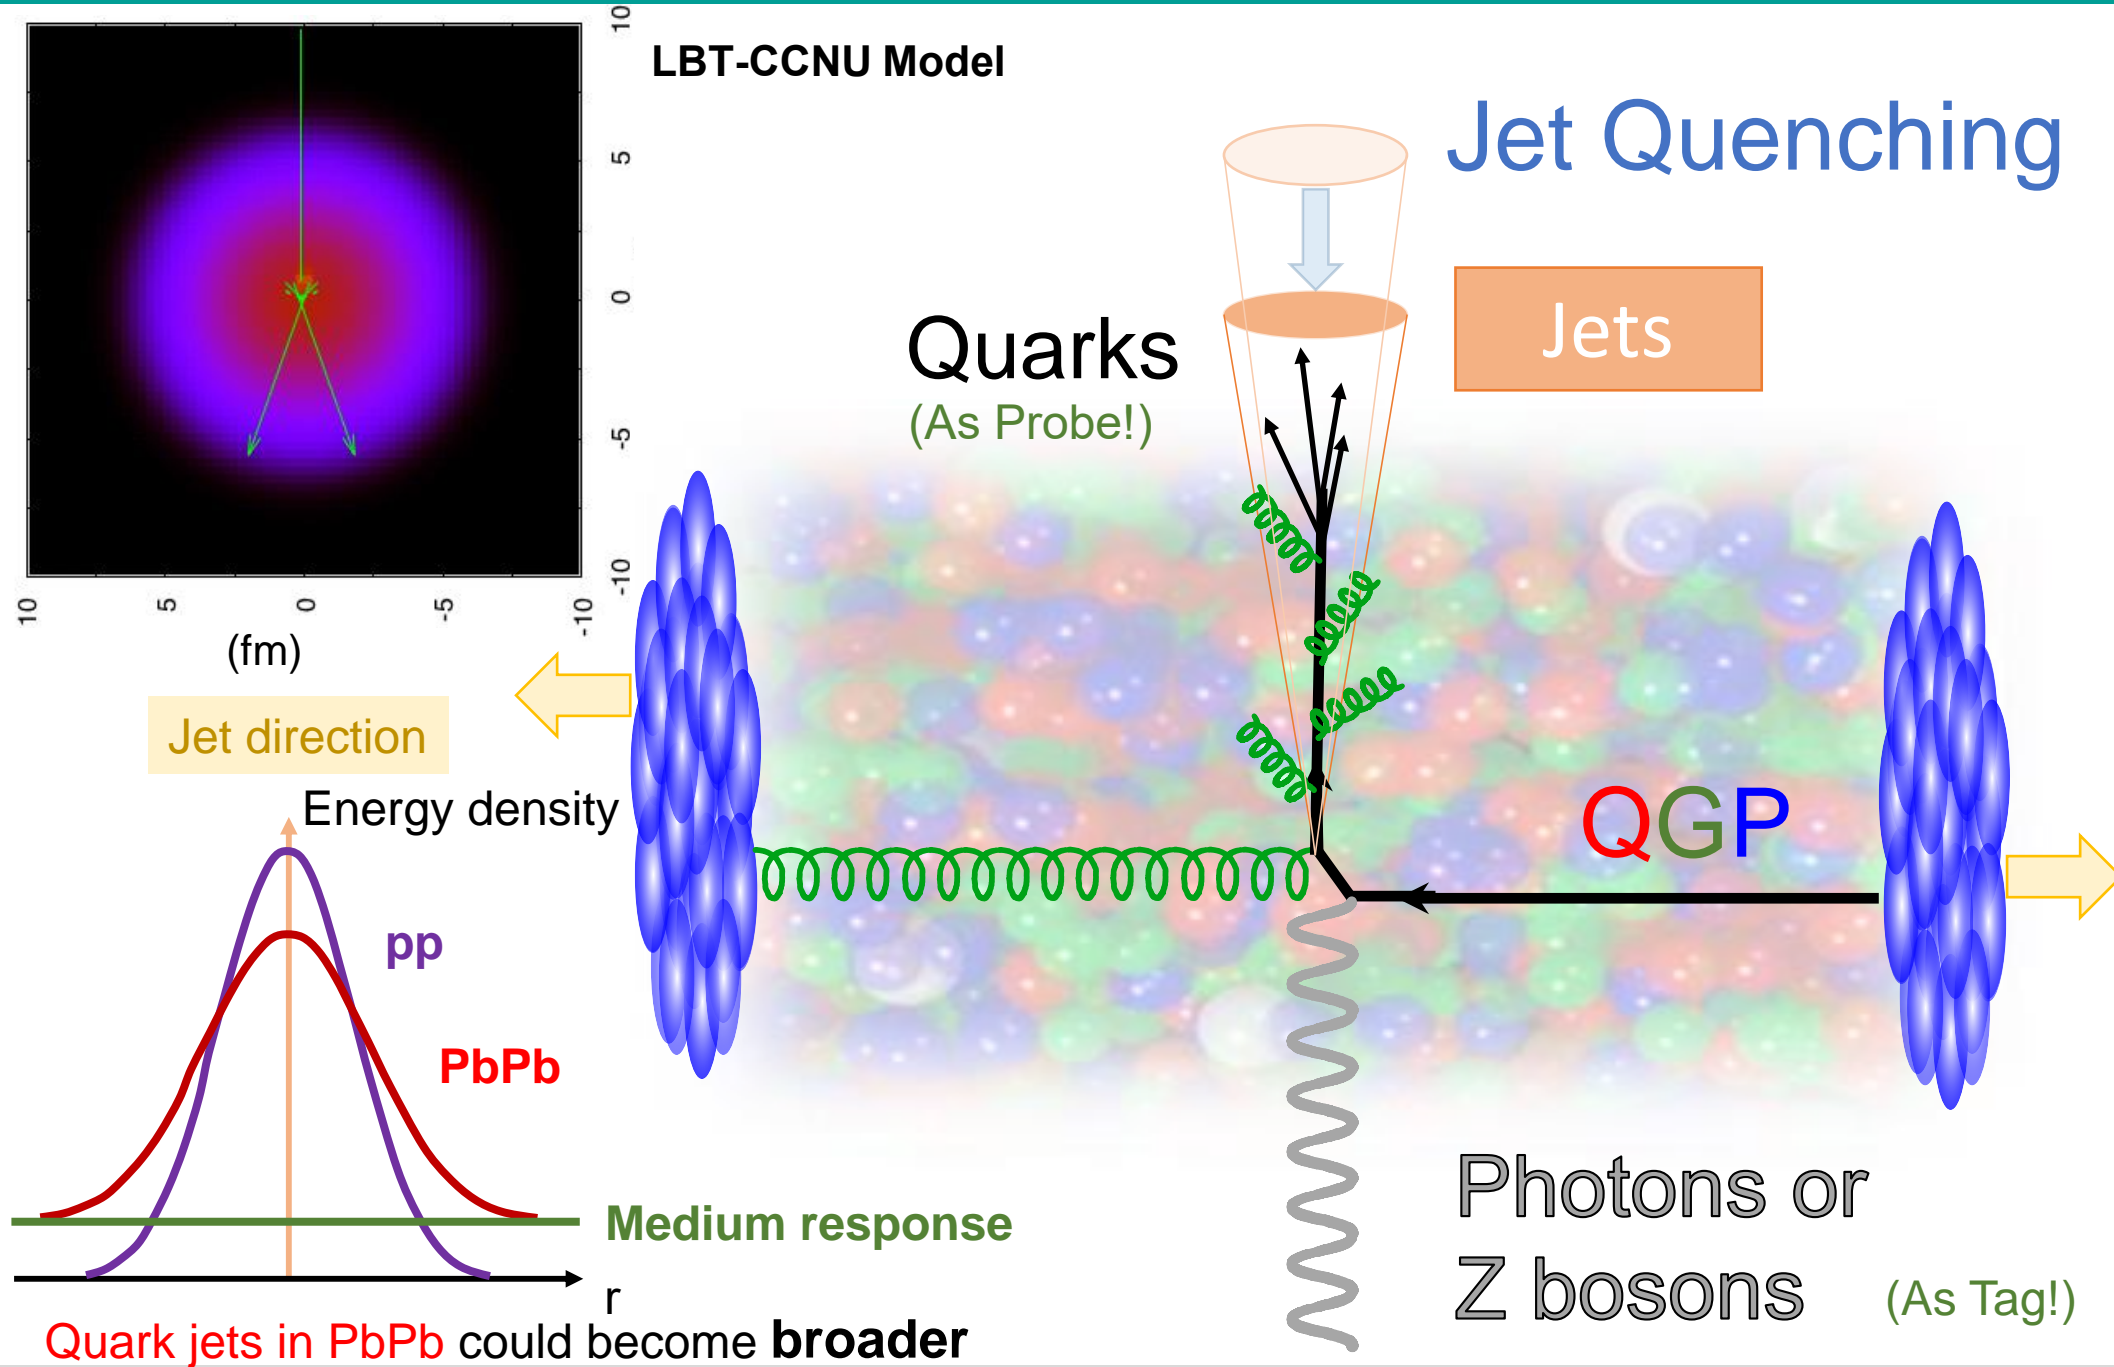 LBT-CCNU Model
Jet Quenching
10
5
0
-5
-10
10
5
0
-5
-10
(fm)
Jets
Quarks
(As Probe!)
Jet direction
Energy density
pp
PbPb
QGP
Medium response
r
Photons or
Z bosons
(As Tag!)
Quark jets in PbPb could become broader